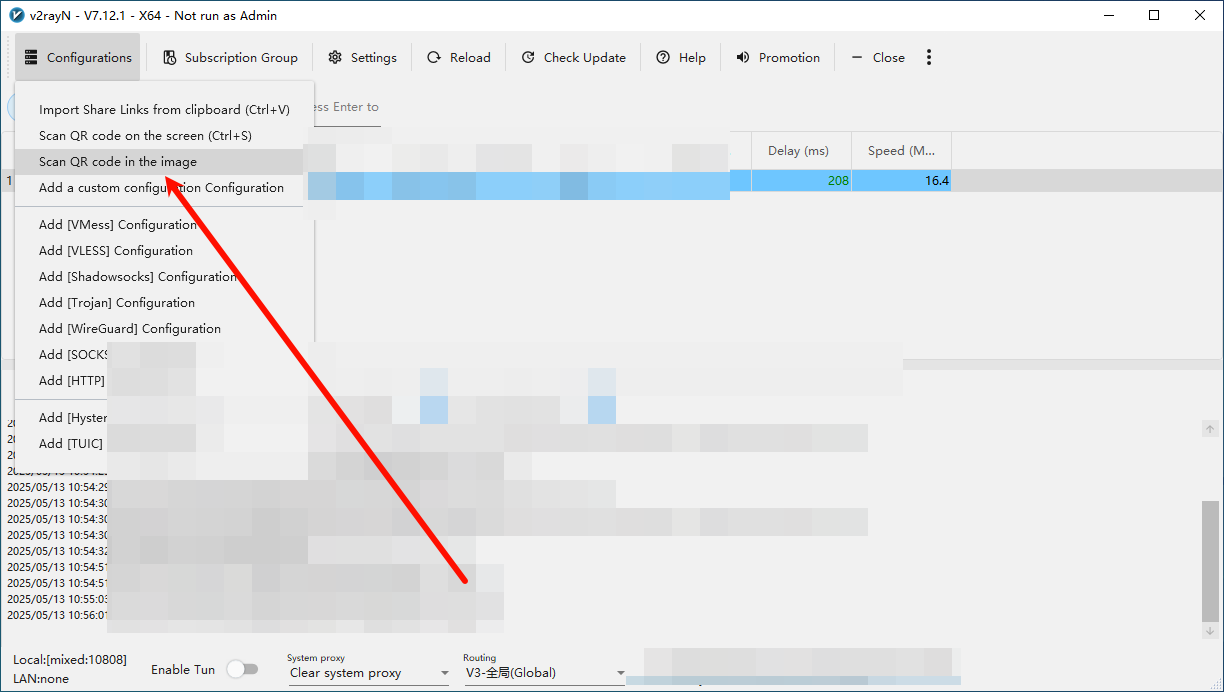 v2rayN - V7.12.1 - X64 - Not run as Admin
Configurations Subscription Group Settings Reload Check Update Help Promotion Close
Import Share Links from clipboard (Ctrl+V)
ess Enter to
Scan QR code on the screen (Ctrl+S)
Scan QR code in the image
Add a custom configuration Configuration
Delay (ms) Speed (M...
1 208 16.4
Add [VMess] Configuration
Add [VLESS] Configuration
Add [Shadowsocks] Configuration
Add [Trojan] Configuration
Add [WireGuard] Configuration
Add [SOCKS
Add [HTTP]
Add [Hyster
Add [TUIC]
2025/05/13 10:54:29
2025/05/13 10:54:30
2025/05/13 10:54:30
2025/05/13 10:54:30
2025/05/13 10:54:32
2025/05/13 10:54:51
2025/05/13 10:54:51
2025/05/13 10:55:03
2025/05/13 10:56:01
Local:[mixed:10808]
LAN:none
Enable Tun
System proxy
Clear system proxy
Routing
V3-全局(Global)